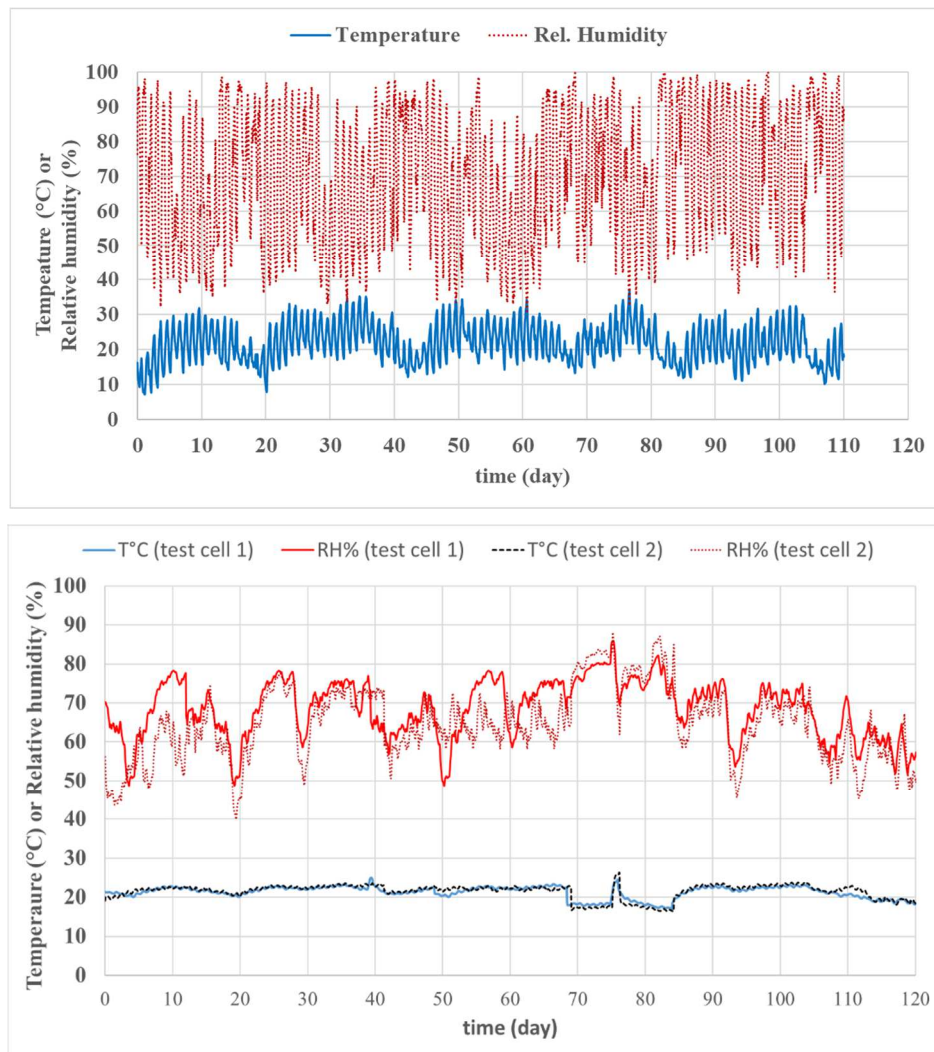 Temperature Rel. Humidity
Tempeature (°C) or
Relative humidity (%)
100
90
80
70
60
50
40
30
20
10
0
0 10 20 30 40 50 60 70 80 90 100 110 120
time (day)
T°C (test cell 1) RH% (test cell 1) T°C (test cell 2) RH% (test cell 2)
Temperaure (°C) or Relative humidity (%)
100
90
80
70
60
50
40
30
20
10
0
0 10 20 30 40 50 60 70 80 90 100 110 120
time (day)